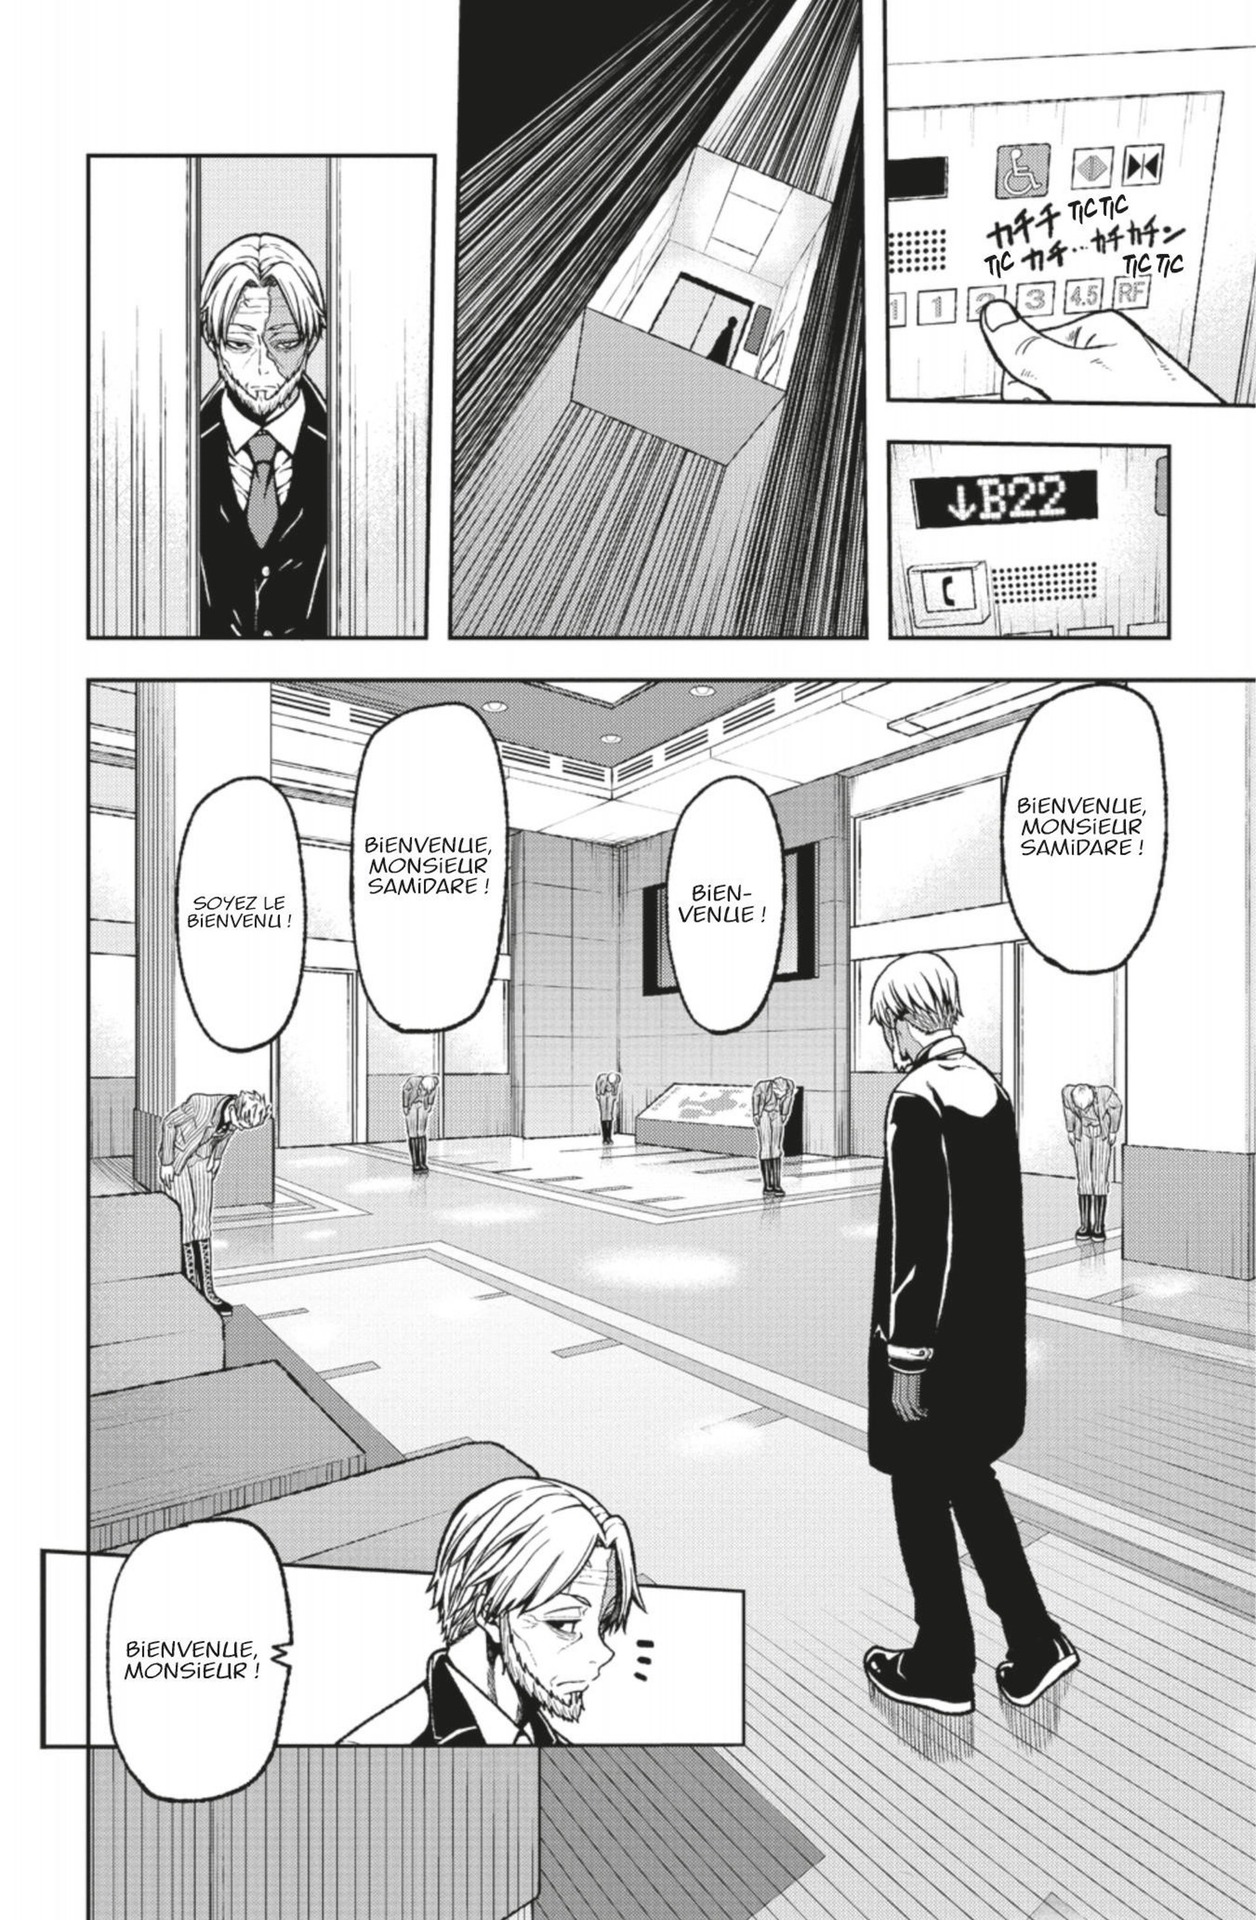 カチチ TIC TIC
TIC カチ…カチカチン
TIC TIC
1 1 2 3 4.5 RF
↓B22
BIENVENUE,
MONSIEUR
SAMIDARE !
BIEN-
VENUE !
BIENVENUE,
MONSIEUR
SAMIDARE !
SOYEZ LE
BIENVENU !
BIENVENUE,
MONSIEUR !